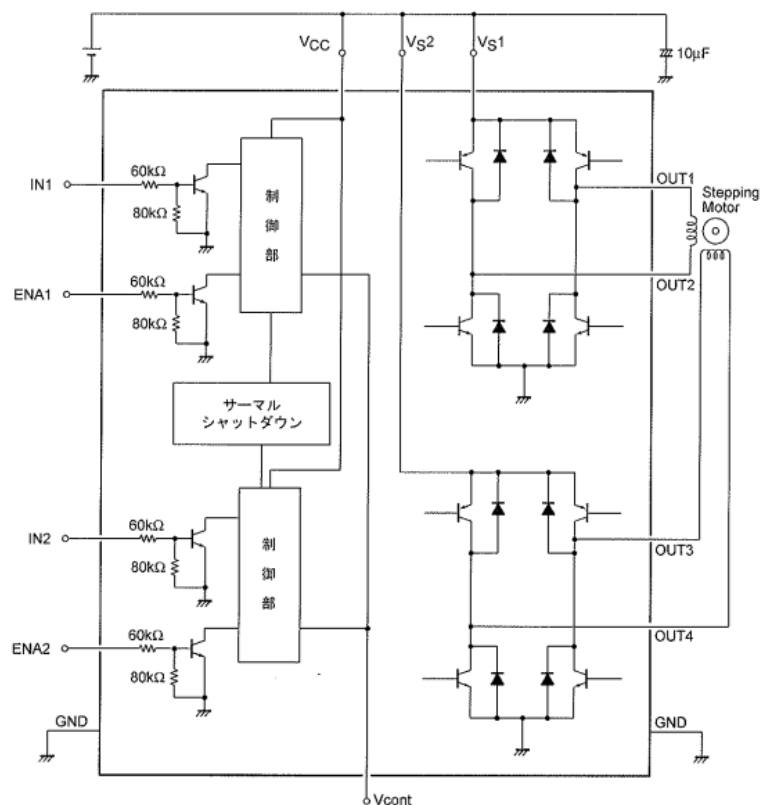 VCC
VS2
VS1
10μF
60kΩ
IN1
80kΩ
制御部
OUT1
Stepping
Motor
60kΩ
ENA1
80kΩ
OUT2
サーマル
シャットダウン
60kΩ
IN2
80kΩ
制御部
OUT3
60kΩ
ENA2
80kΩ
OUT4
GND
GND
Vcont